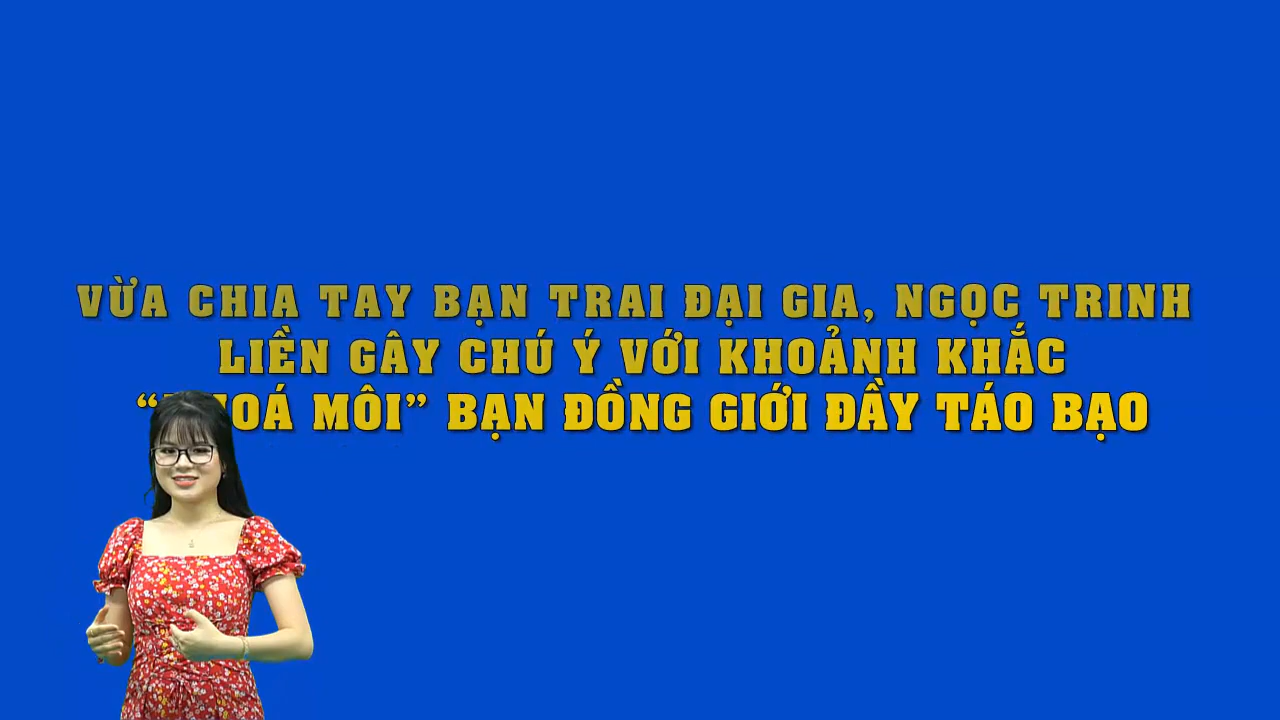 VỪA CHIA TAY BẠN TRAI ĐẠI GIA, NGỌC TRINH
LIỀN GÂY CHÚ Ý VỚI KHOẢNH KHẮC
MÔI” BẠN ĐỒNG GIỚI ĐẦY TÁO BẠO